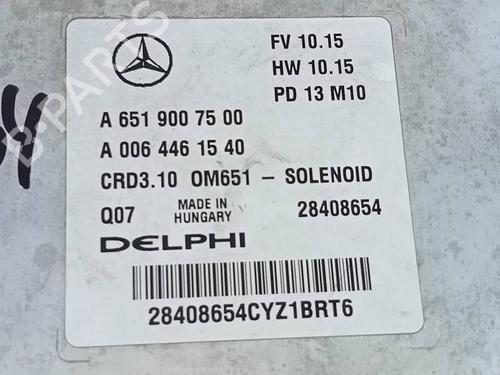 FV 10.15
HW 10.15
PD 13 M10
A 651 900 75 00
A 006 446 15 40
CRD3.10 OM651 – SOLENOID
Q07 MADE IN HUNGARY 28408654
DELPHI
28408654CYZ1BRT6
B-PARTS